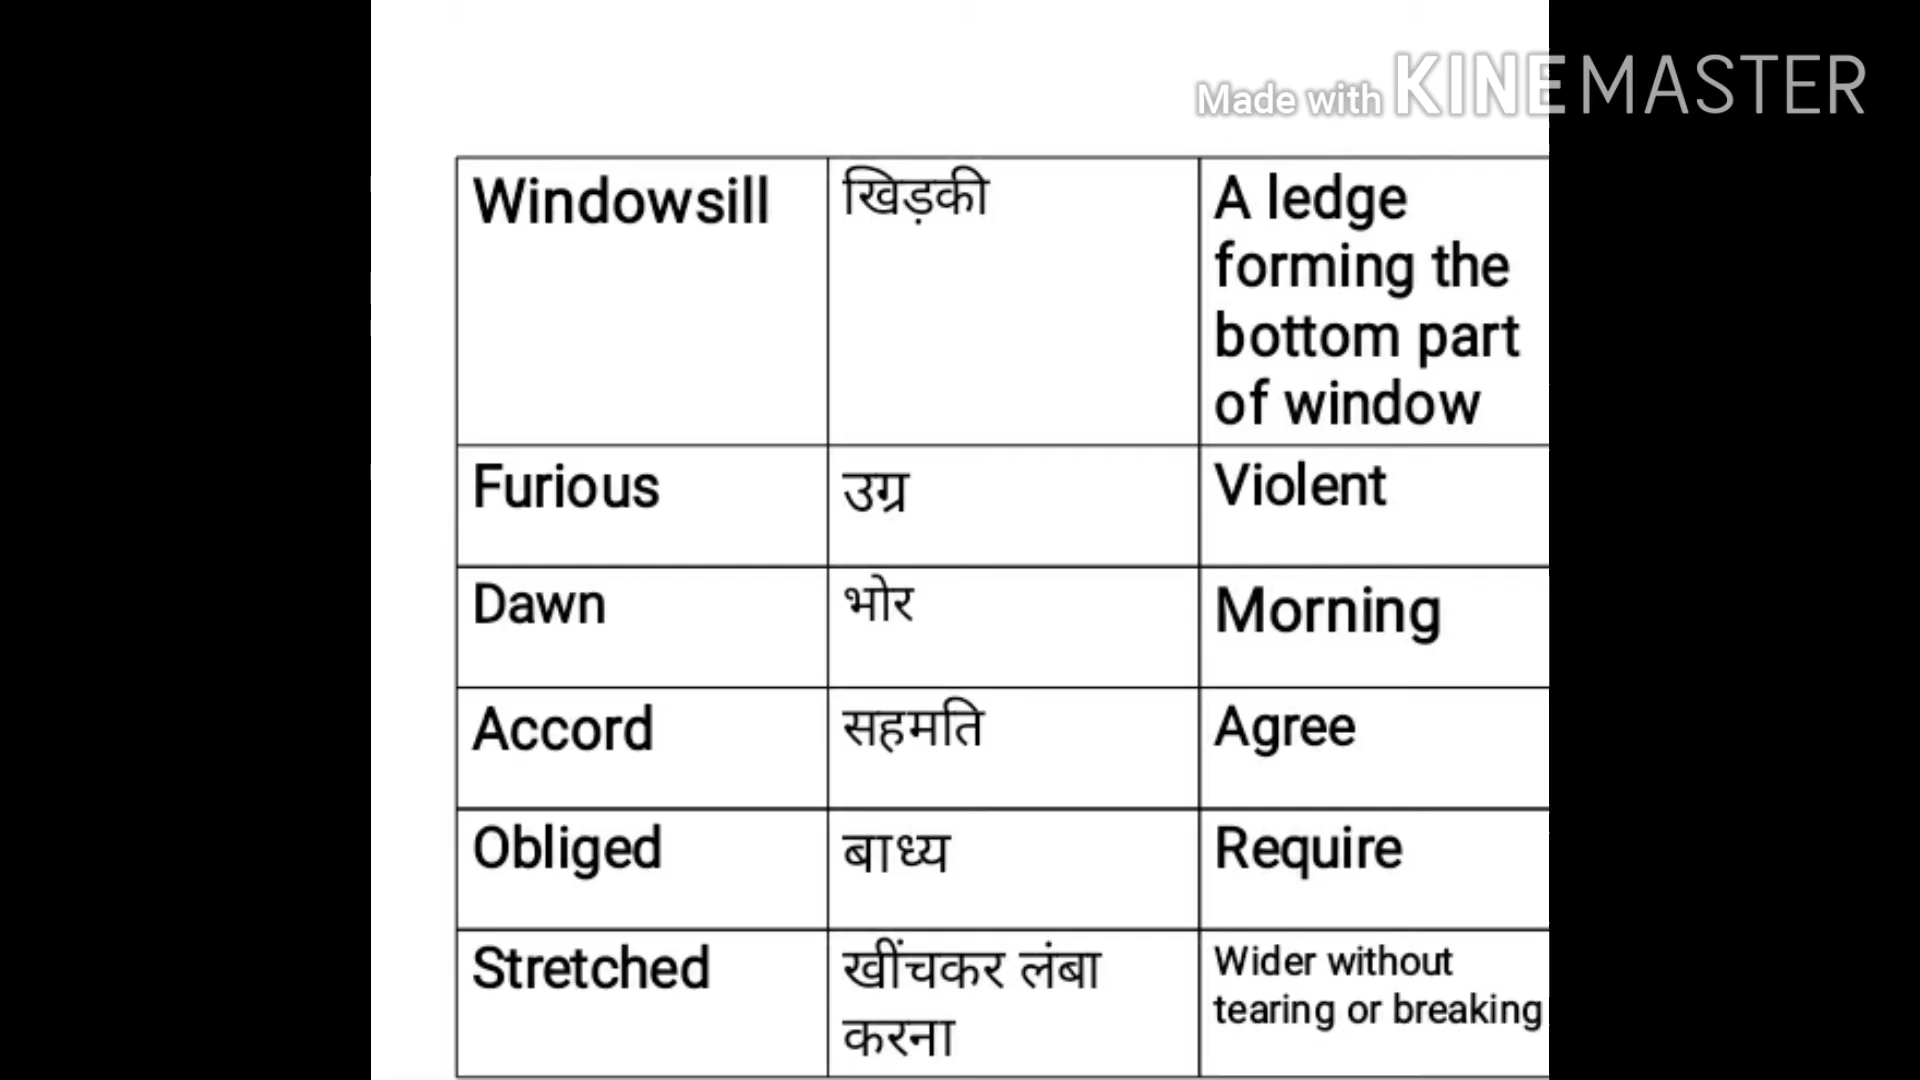 Made with KINEMASTER
Windowsill खिड़की A ledge
forming the
bottom part
of window
Furious उग्र Violent
Dawn भोर Morning
Accord सहमति Agree
Obliged बाध्य Require
Stretched खींचकर लंबा करना Wider without
tearing or breaking